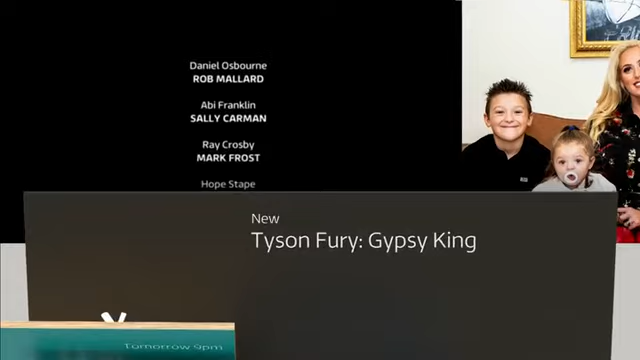 Daniel Osbourne
ROB MALLARD
Abi Franklin
SALLY CARMAN
Ray Crosby
MARK FROST
Hope Stape
New
Tyson Fury: Gypsy King
Tomorrow 9pm